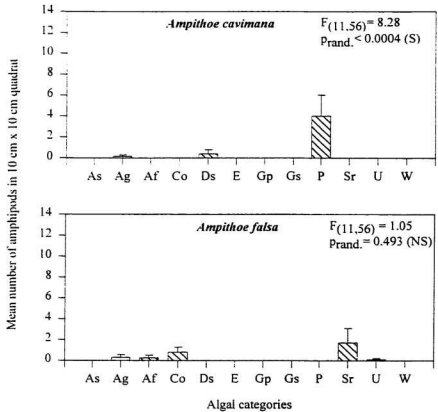 Mean number of amphipods in 10 cm x 10 cm quadrat
14
Ampithoe cavimana
F(11,56) = 8.28
prand. < 0.0004 (S)
12
10
8
6
4
2
0
As Ag Af Co Ds E Gp Gs P Sr U W
14
Ampithoe falsa
F(11,56) = 1.05
prand. = 0.493 (NS)
12
10
8
6
4
2
0
As Ag Af Co Ds E Gp Gs P Sr U W
Algal categories